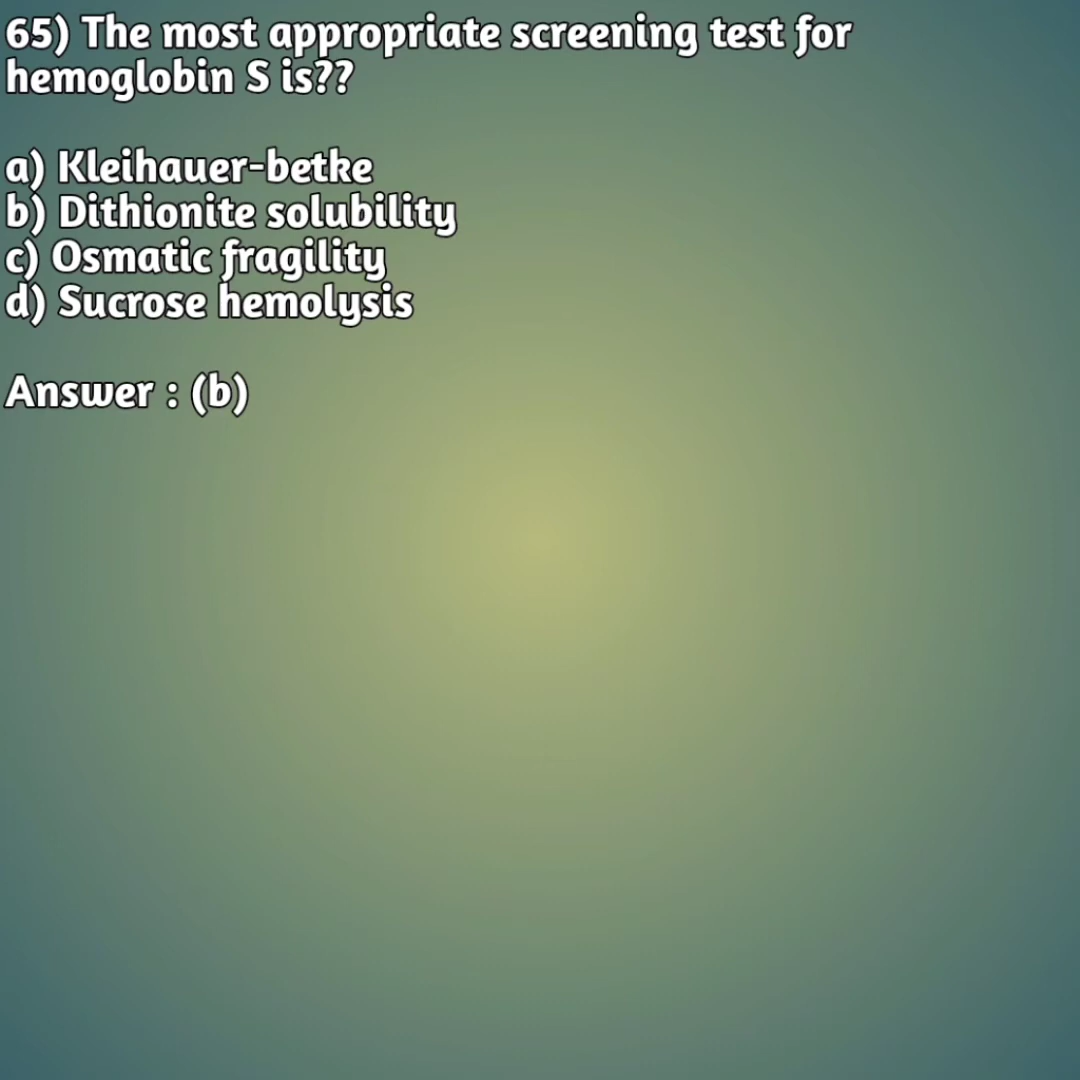 65) The most appropriate screening test for
hemoglobin S is??
a) Kleihauer-betke
b) Dithionite solubility
c) Osmatic fragility
d) Sucrose hemolysis
Answer : (b)